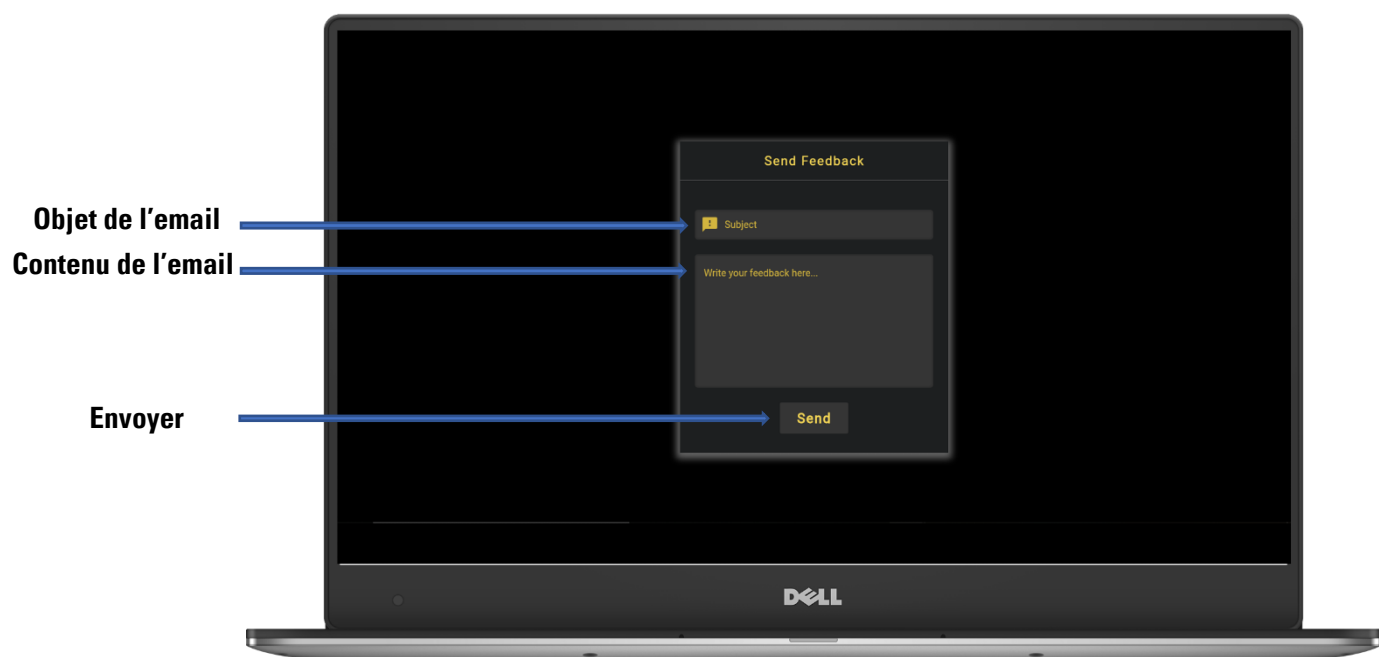 Send Feedback
Objet de l'email
Subject
Contenu de l'email
Write your feedback here...
Envoyer
Send
DELL